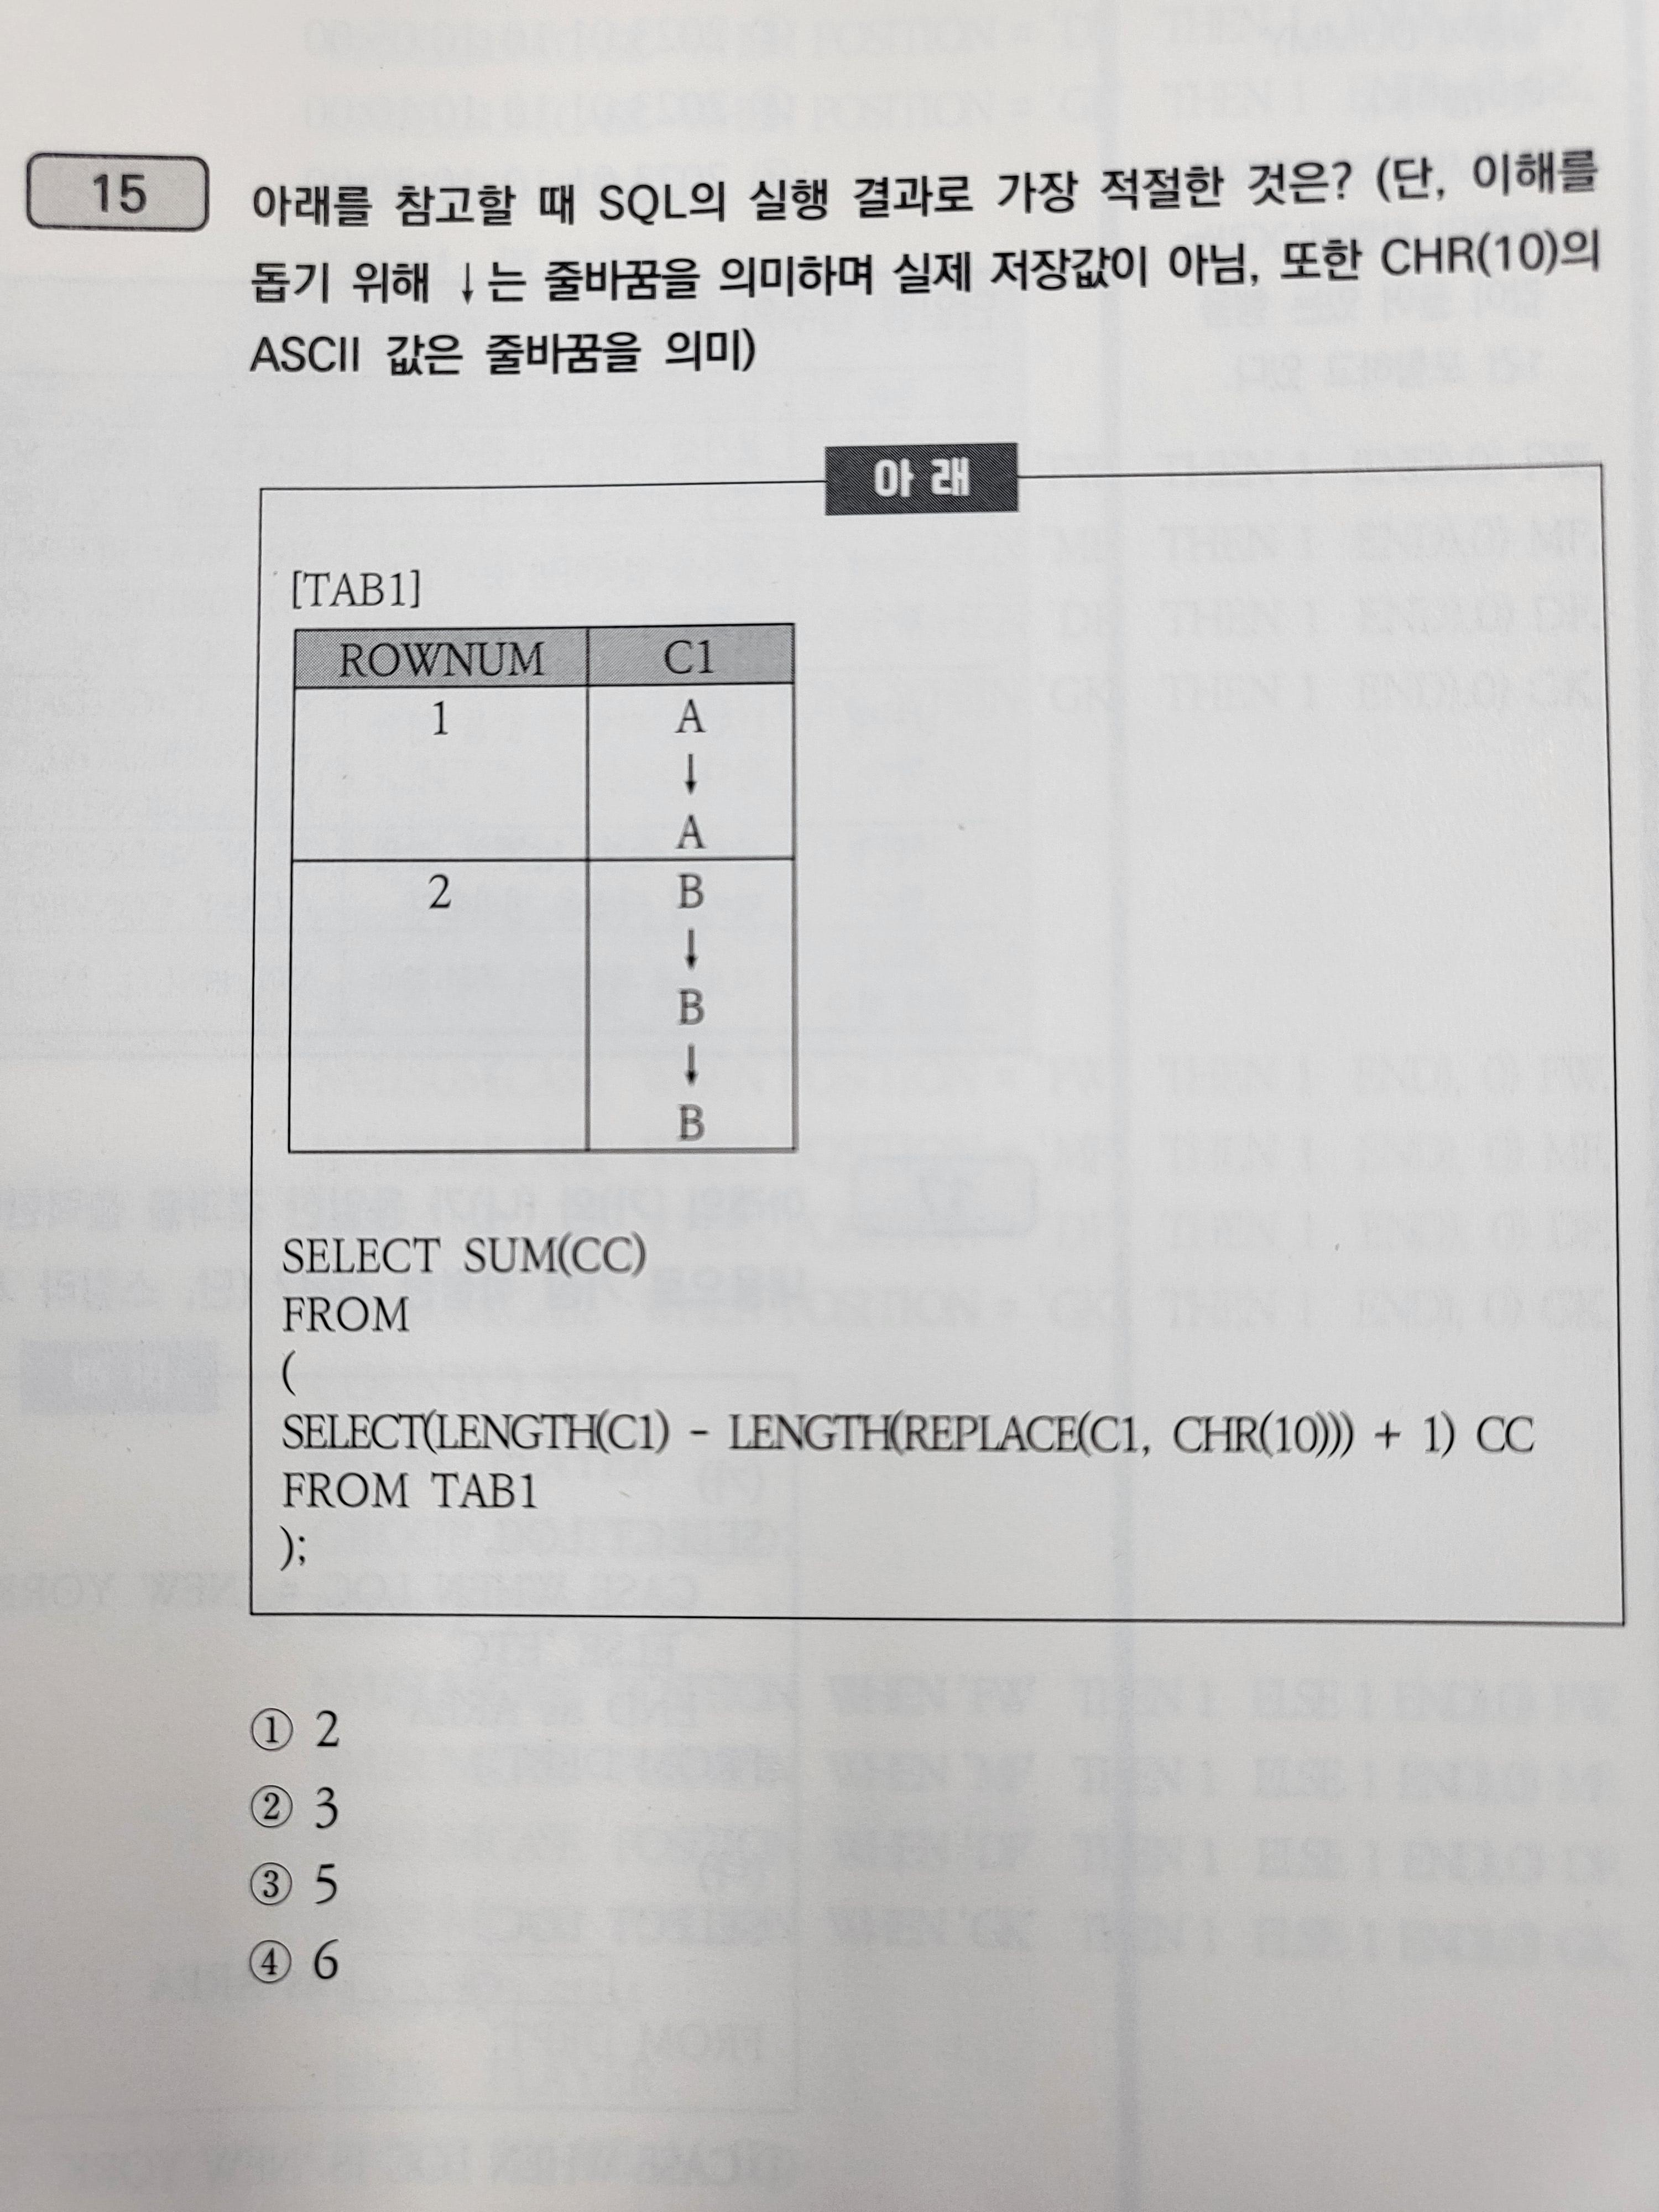 15
아래를 참고할 때 SQL의 실행 결과로 가장 적절한 것은? (단, 이해를
돕기 위해 ↓는 줄바꿈을 의미하며 실제 저장값이 아님, 또한 CHR(10)의
ASCII 값은 줄바꿈을 의미)
아 래
[TAB1]
ROWNUM C1
1 A
↓
A
2 B
↓
B
↓
B
SELECT SUM(CC)
FROM
(
SELECT(LENGTH(C1) - LENGTH(REPLACE(C1, CHR(10))) + 1) CC
FROM TAB1
);
① 2
② 3
③ 5
④ 6